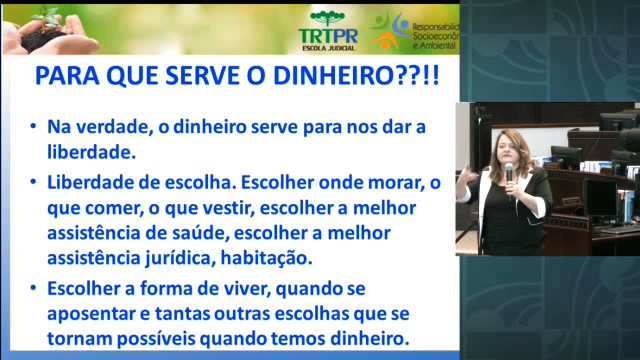 TRTPR
ESCOLA JUDICIAL
Socioeconô
e Ambiental
PARA QUE SERVE O DINHEIRO??!!
• Na verdade, o dinheiro serve para nos dar a
liberdade.
• Liberdade de escolha. Escolher onde morar, o
que comer, o que vestir, escolher a melhor
assistência de saúde, escolher a melhor
assistência jurídica, habitação.
• Escolher a forma de viver, quando se
aposentar e tantas outras escolhas que se
tornam possíveis quando temos dinheiro.